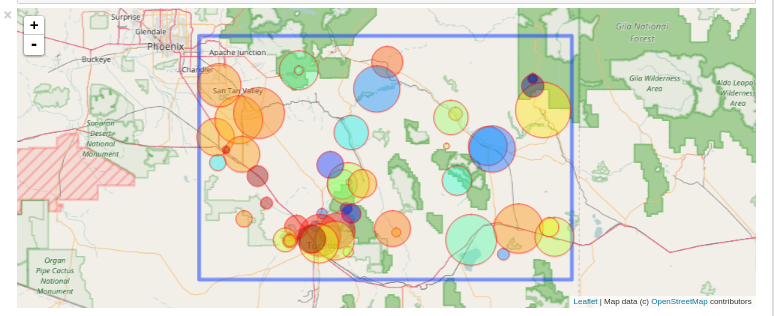 ×
+
-
Surprise
Glendale
Phoenix
Buckeye
Apache Junction
Chandler
San Tan Valley
Gila National
Forest
Gila Wilderness
Area
Aldo Leopo
Wilderness
Area
Sonoran
Desert
National
Monument
Organ
Pipe Cactus
National
Monument
Leaflet | Map data (c) OpenStreetMap contributors